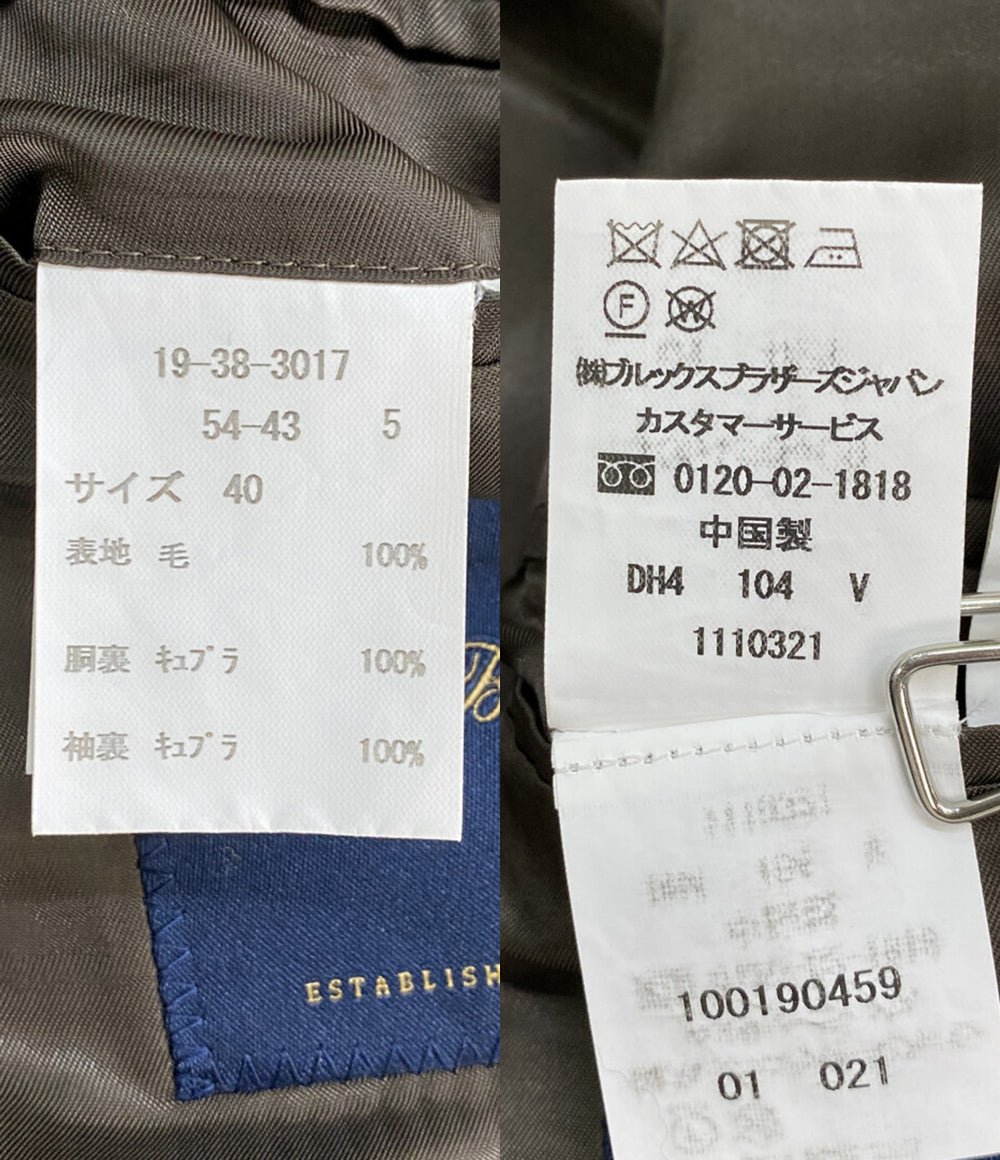 19-38-3017
54-43 5
サイズ 40
表地 毛 100%
胴裏 ｷｭﾌﾟﾗ 100%
袖裏 ｷｭﾌﾟﾗ 100%
B
ESTABLISH
F
W
㈱ブルックスブラザーズジャパン
カスタマーサービス
0120-02-1818
中国製
DH4 104 V
1110321
100190459
01 021